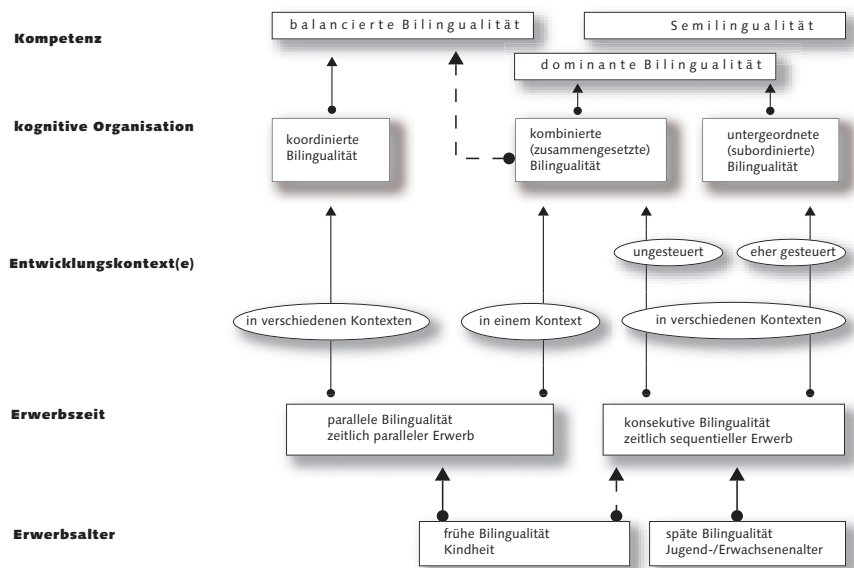 Kompetenz
balancierte Bilingualität
Semilingualität
dominante Bilingualität
kognitive Organisation
koordinierte
Bilingualität
kombinierte
(zusammengesetzte)
Bilingualität
untergeordnete
(subordinierte)
Bilingualität
Entwicklungskontext(e)
ungesteuert
eher gesteuert
in verschiedenen Kontexten
in einem Kontext
in verschiedenen Kontexten
Erwerbszeit
parallele Bilingualität
zeitlich paralleler Erwerb
konsekutive Bilingualität
zeitlich sequentieller Erwerb
Erwerbsalter
frühe Bilingualität
Kindheit
späte Bilingualität
Jugend-/Erwachsenenalter